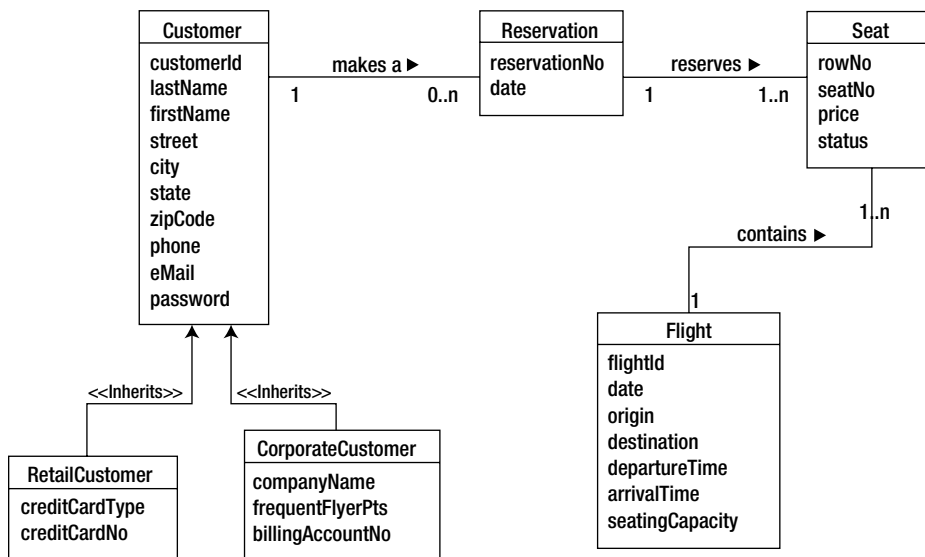 Customer
customerId
lastName
firstName
street
city
state
zipCode
phone
eMail
password
makes a ►
1
0..n
Reservation
reservationNo
date
reserves ►
1
1..n
Seat
rowNo
seatNo
price
status
1..n
contains ►
1
Flight
flightId
date
origin
destination
departureTime
arrivalTime
seatingCapacity
<<Inherits>>
<<Inherits>>
RetailCustomer
creditCardType
creditCardNo
CorporateCustomer
companyName
frequentFlyerPts
billingAccountNo